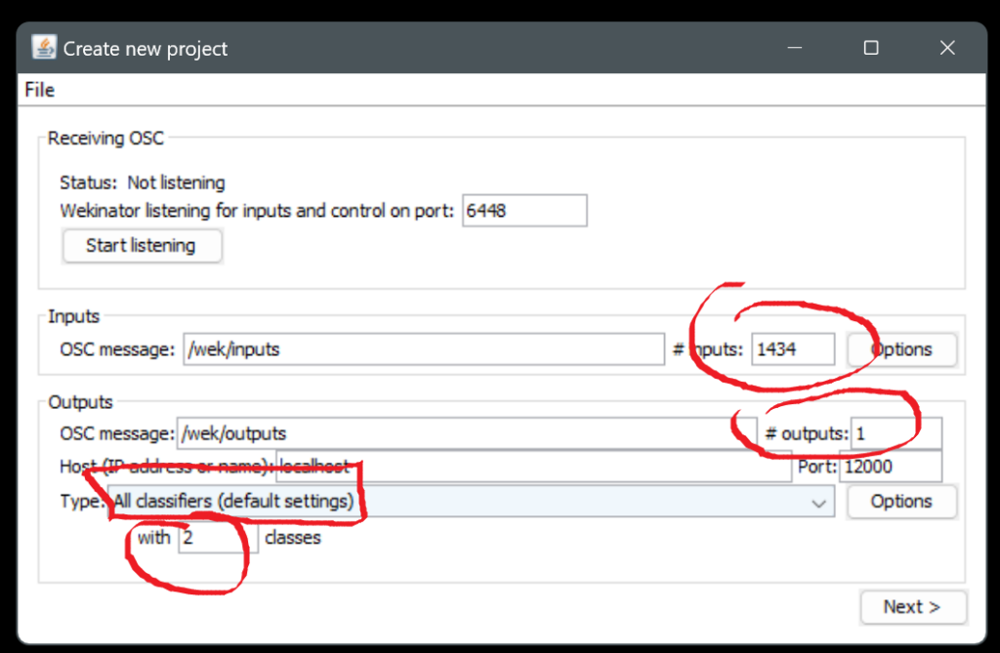 Create new project
File
Receiving OSC
Status: Not listening
Wekinator listening for inputs and control on port: 6448
Start listening
Inputs
OSC message: /wek/inputs # inputs: 1434 Options
Outputs
OSC message: /wek/outputs # outputs: 1
Host (IP address or name): localhost Port: 12000
Type: All classifiers (default settings) Options
with 2 classes
Next >